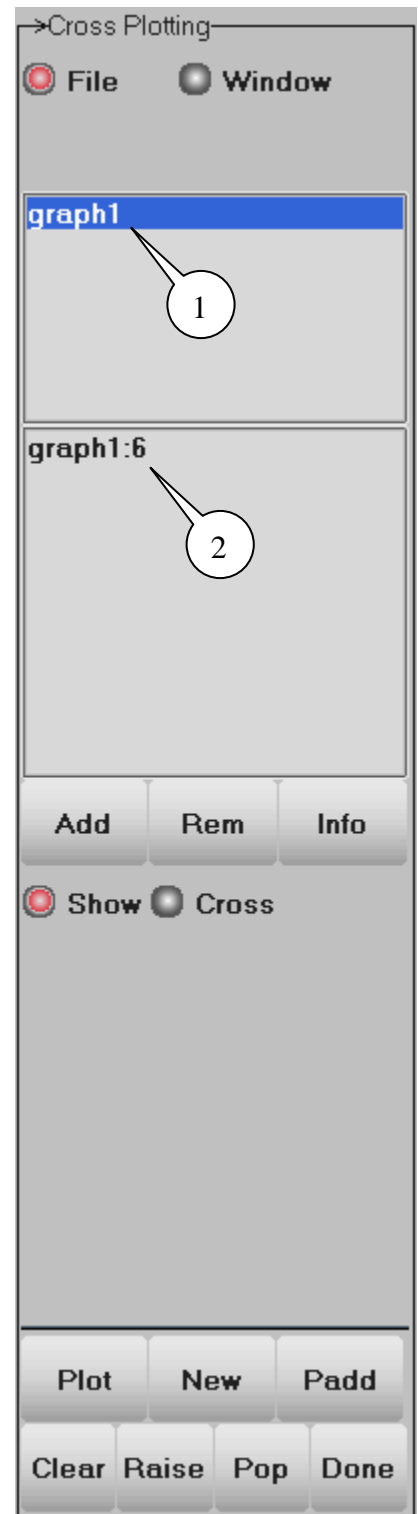 ->Cross Plotting
File Window
graph1
1
graph1:6
2
Add Rem Info
Show Cross
Plot New Padd
Clear Raise Pop Done